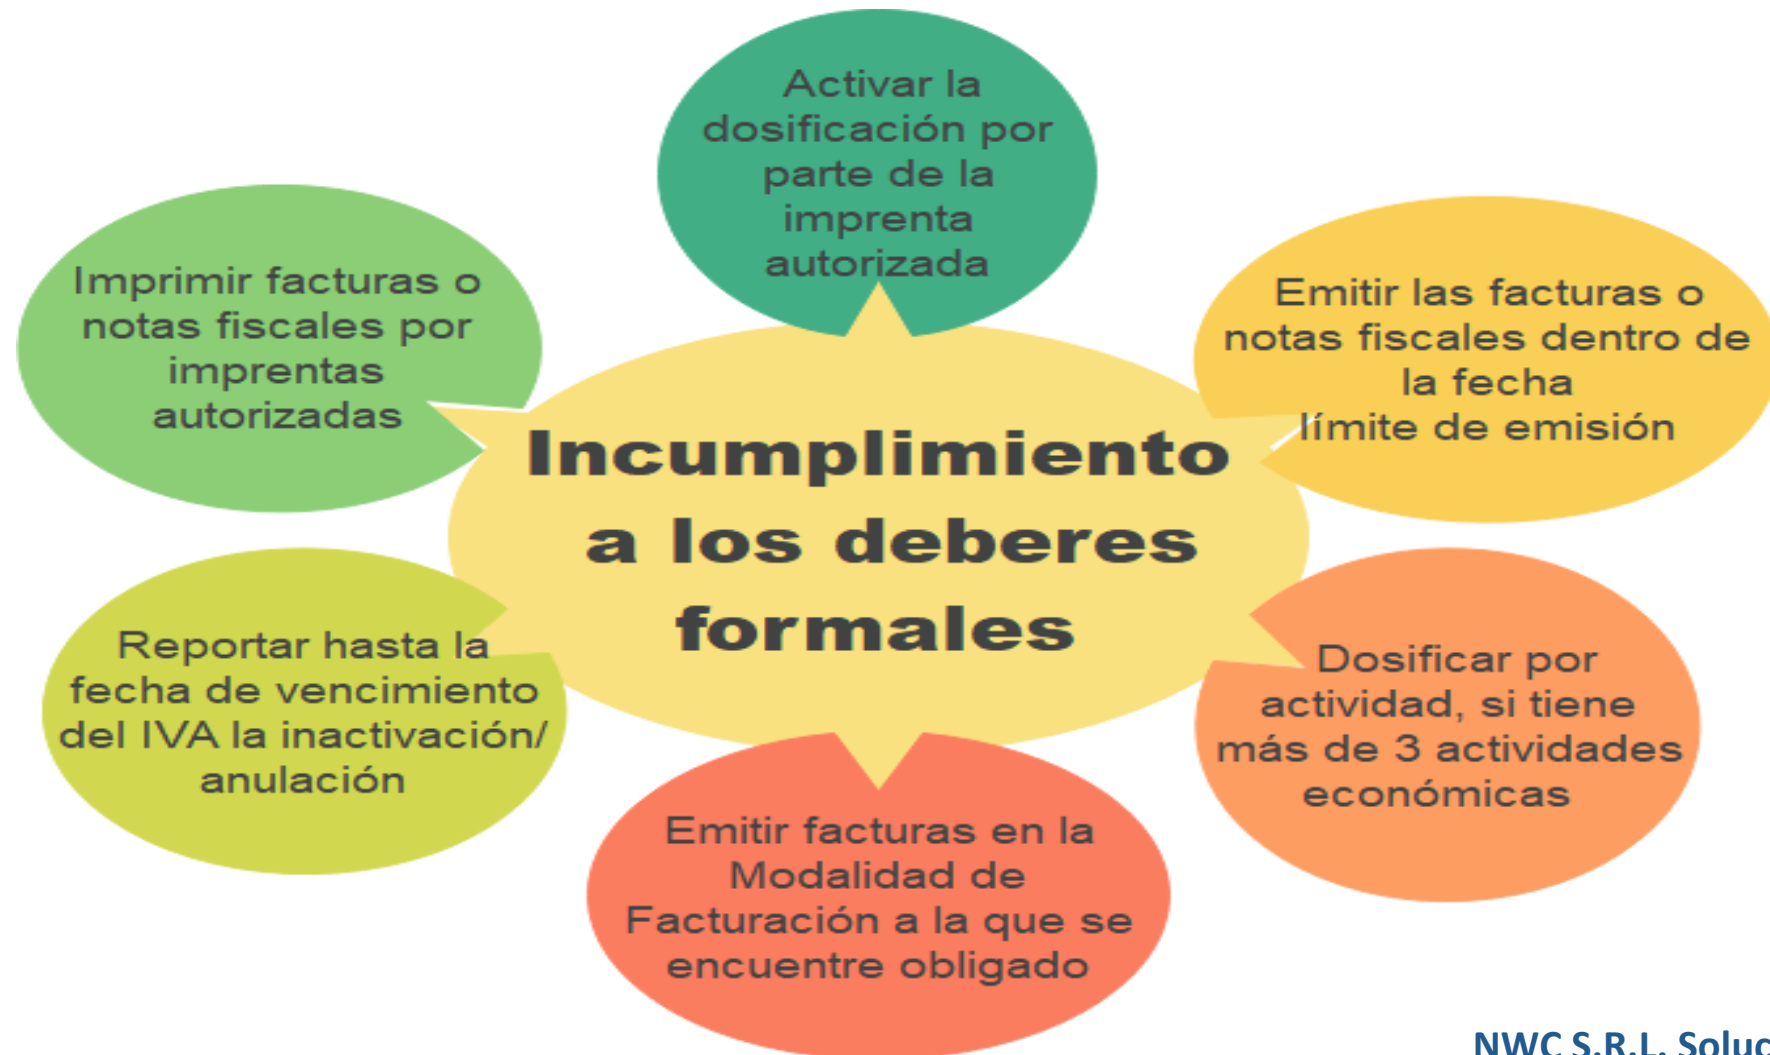 Activar la
dosificación por
parte de la
imprenta
autorizada
Imprimir facturas o
notas fiscales por
imprentas
autorizadas
Emitir las facturas o
notas fiscales dentro de
la fecha
límite de emisión
Incumplimiento
a los deberes
formales
Reportar hasta la
fecha de vencimiento
del IVA la inactivación/
anulación
Dosificar por
actividad, si tiene
más de 3 actividades
económicas
Emitir facturas en la
Modalidad de
Facturación a la que se
encuentre obligado
NWC S.R.L. Soluc